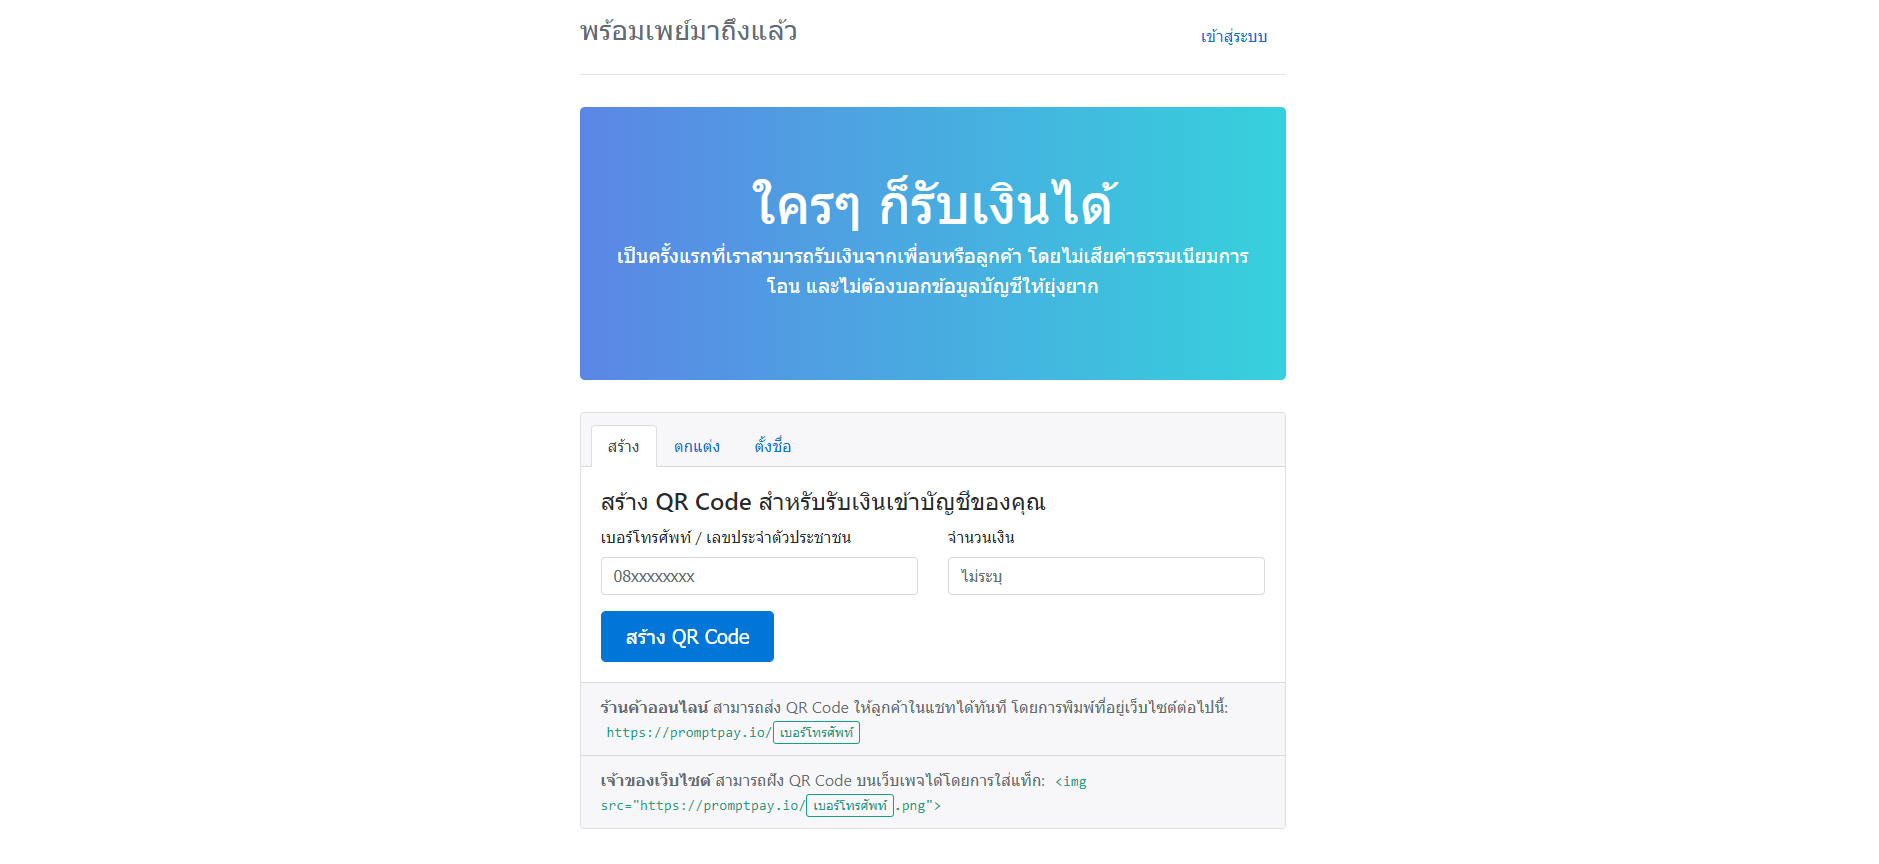 พร้อมเพย์มาถึงแล้ว
เข้าสู่ระบบ
ใครๆ ก็รับเงินได้
เป็นครั้งแรกที่เราสามารถรับเงินจากเพื่อนหรือลูกค้า โดยไม่เสียค่าธรรมเนียมการ
โอน และไม่ต้องบอกข้อมูลบัญชีให้ยุ่งยาก
สร้าง ตกแต่ง ตั้งชื่อ
สร้าง QR Code สำหรับรับเงินเข้าบัญชีของคุณ
เบอร์โทรศัพท์ / เลขประจำตัวประชาชน จำนวนเงิน
08xxxxxxxx ไม่ระบุ
สร้าง QR Code
ร้านค้าออนไลน์ สามารถส่ง QR Code ให้ลูกค้าในแชทได้ทันที โดยการพิมพ์ที่อยู่เว็บไซต์ต่อไปนี้:
https://promptpay.io/เบอร์โทรศัพท์
เจ้าของเว็บไซต์ สามารถฝัง QR Code บนเว็บเพจได้โดยการใส่แท็ก: <img
src="https://promptpay.io/เบอร์โทรศัพท์.png">